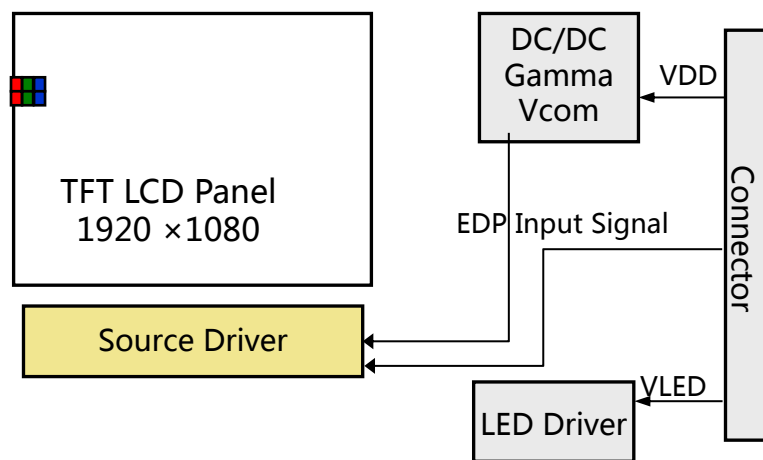 DC/DC
Gamma
Vcom
VDD
TFT LCD Panel
1920 ×1080
EDP Input Signal
Connector
Source Driver
VLED
LED Driver